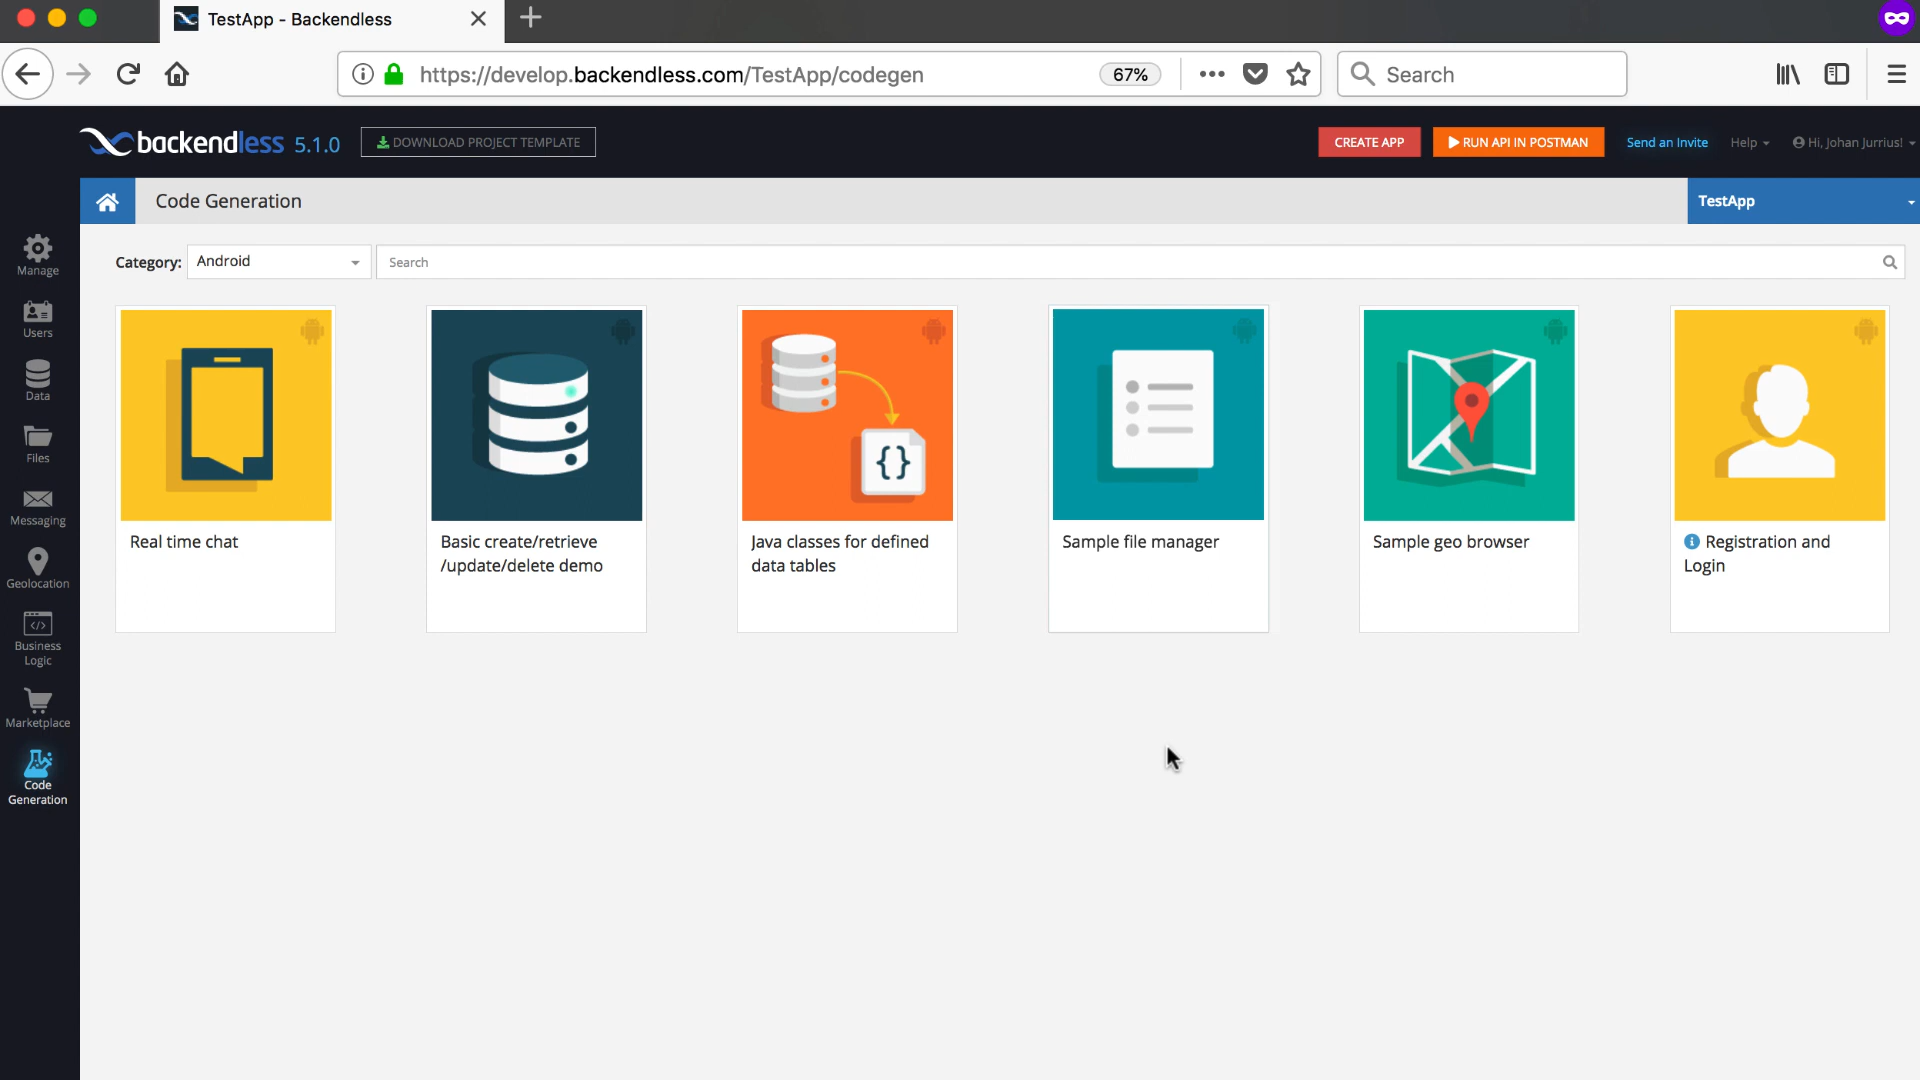 TestApp - Backendless
https://develop.backendless.com/TestApp/codegen
67%
Search
backendless 5.1.0
DOWNLOAD PROJECT TEMPLATE
CREATE APP
RUN API IN POSTMAN
Send an Invite
Help
Hi, Johan Jurrius!
Code Generation
TestApp
Manage
Users
Data
Files
Messaging
Geolocation
Business
Logic
Marketplace
Code
Generation
Category:
Android
Search
Real time chat
Basic create/retrieve
/update/delete demo
{}
Java classes for defined
data tables
Sample file manager
Sample geo browser
Registration and
Login